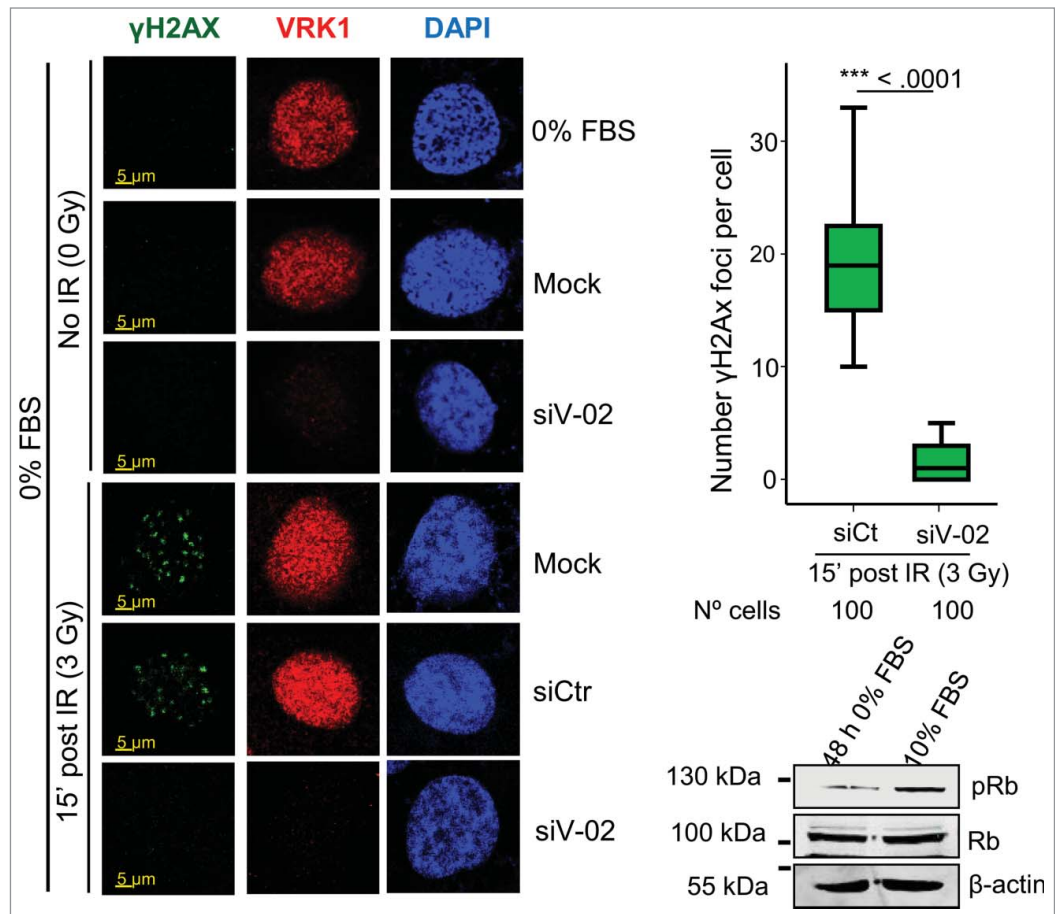 γH2AX VRK1 DAPI
0% FBS
No IR (0 Gy)
15' post IR (3 Gy)
5 µm
0% FBS
5 µm
Mock
5 µm
siV-02
5 µm
Mock
5 µm
siCtr
5 µm
siV-02
*** < .0001
Number γH2Ax foci per cell
30
20
10
0
siCt siV-02
15' post IR (3 Gy)
Nº cells 100 100
48 h 0% FBS
10% FBS
130 kDa pRb
100 kDa Rb
55 kDa β-actin